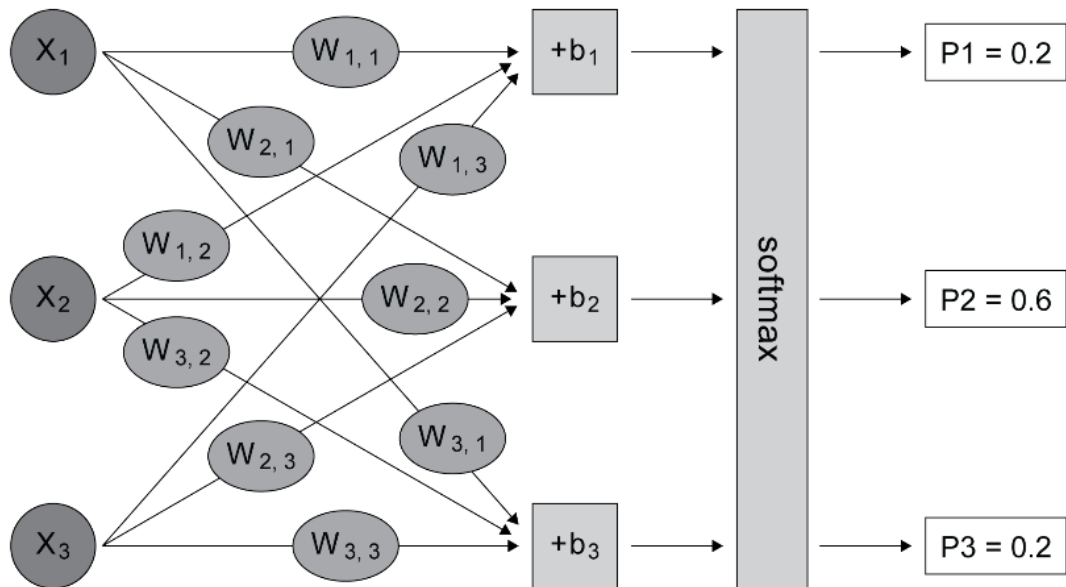 X1
W1, 1
+b1
P1 = 0.2
W2, 1
W1, 3
W1, 2
X2
W2, 2
+b2
softmax
P2 = 0.6
W3, 2
W2, 3
W3, 1
X3
W3, 3
+b3
P3 = 0.2